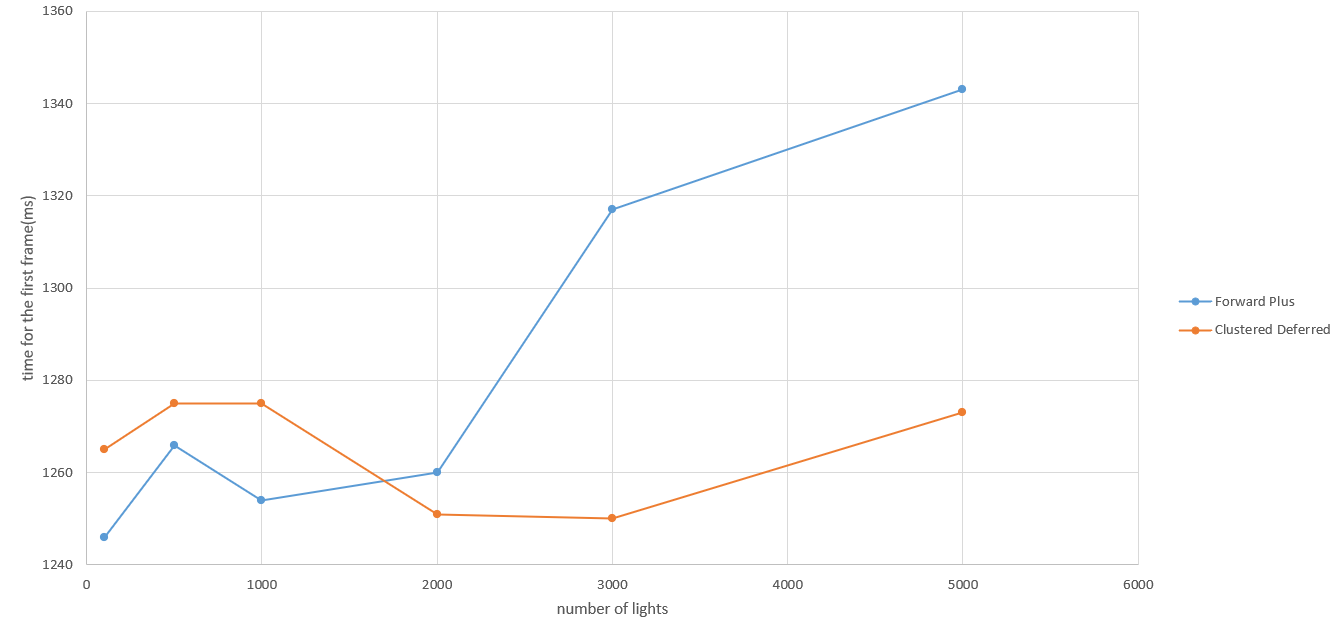 1360
1340
1320
1300
1280
1260
1240
time for the first frame(ms)
0 1000 2000 3000 4000 5000 6000
number of lights
Forward Plus
Clustered Deferred